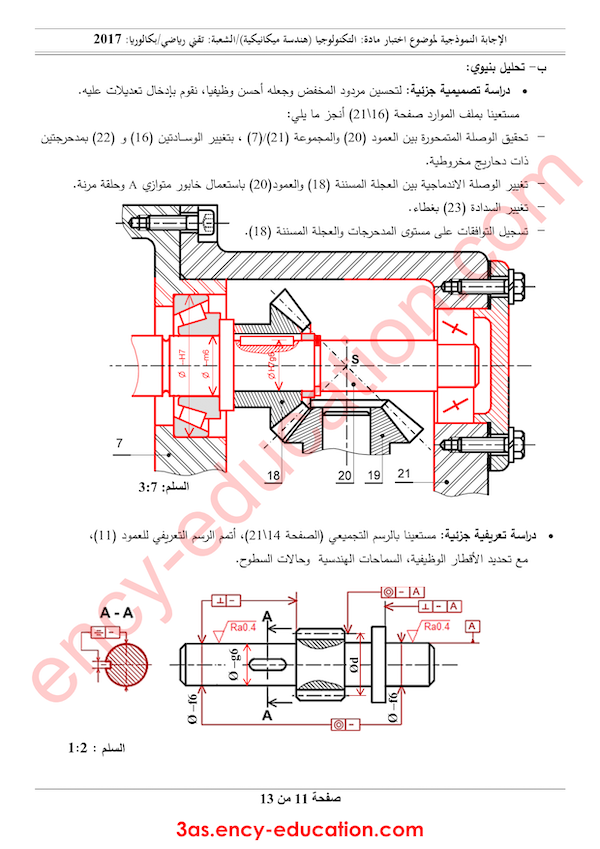 الإجابة النموذجية لموضوع اختبار مادة: التكنولوجيا (هندسة ميكانيكية)/الشعبة: تقني رياضي/بكالوريا: 2017
ب- تحليل بنيوي:
• دراسة تصميمية جزئية: لتحسين مردود المخفض وجعله أحسن وظيفيا، نقوم بإدخال تعديلات عليه.
مستعينا بملف الموارد صفحة (16\21) أنجز ما يلي:
– تحقيق الوصلة المتمحورة بين العمود (20) والمجموعة (21)/(7) ، بتغيير الوسادتين (16) و (22) بمدحرجتين
ذات دحاريج مخروطية.
– تغيير الوصلة الاندماجية بين العجلة المسننة (18) والعمود(20) باستعمال خابور متوازي A وحلقة مرنة.
– تغيير السدادة (23) بغطاء.
– تسجيل التوافقات على مستوى المدحرجات والعجلة المسننة (18).
Ø H7
Ø m6
Ø H7g6
S
7
18
20
19
21
السلم: 3:7
• دراسة تعريفية جزئية: مستعينا بالرسم التجميعي (الصفحة 14\21)، أتمم الرسم التعريفي للعمود (11)،
مع تحديد الأقطار الوظيفية، السماحات الهندسية وحالات السطوح.
A - A
⌯ –
⊥ –
A
Ra0.4
◎ – A
⊥ – A
Ra0.4
A
Ø –g6
Ød
Ø –f6
Ø –f6
A
◎ –
السلم : 1:2
صفحة 11 من 13
3as.ency-education.com
ency-education.com